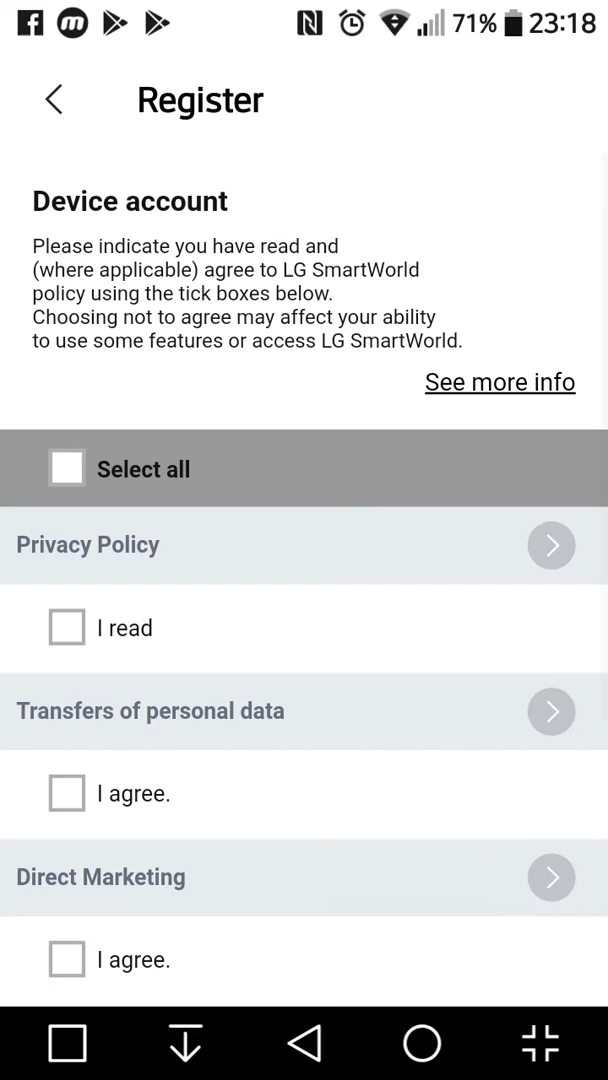 71% 23:18
Register
Device account
Please indicate you have read and
(where applicable) agree to LG SmartWorld
policy using the tick boxes below.
Choosing not to agree may affect your ability
to use some features or access LG SmartWorld.
See more info
Select all
Privacy Policy
I read
Transfers of personal data
I agree.
Direct Marketing
I agree.